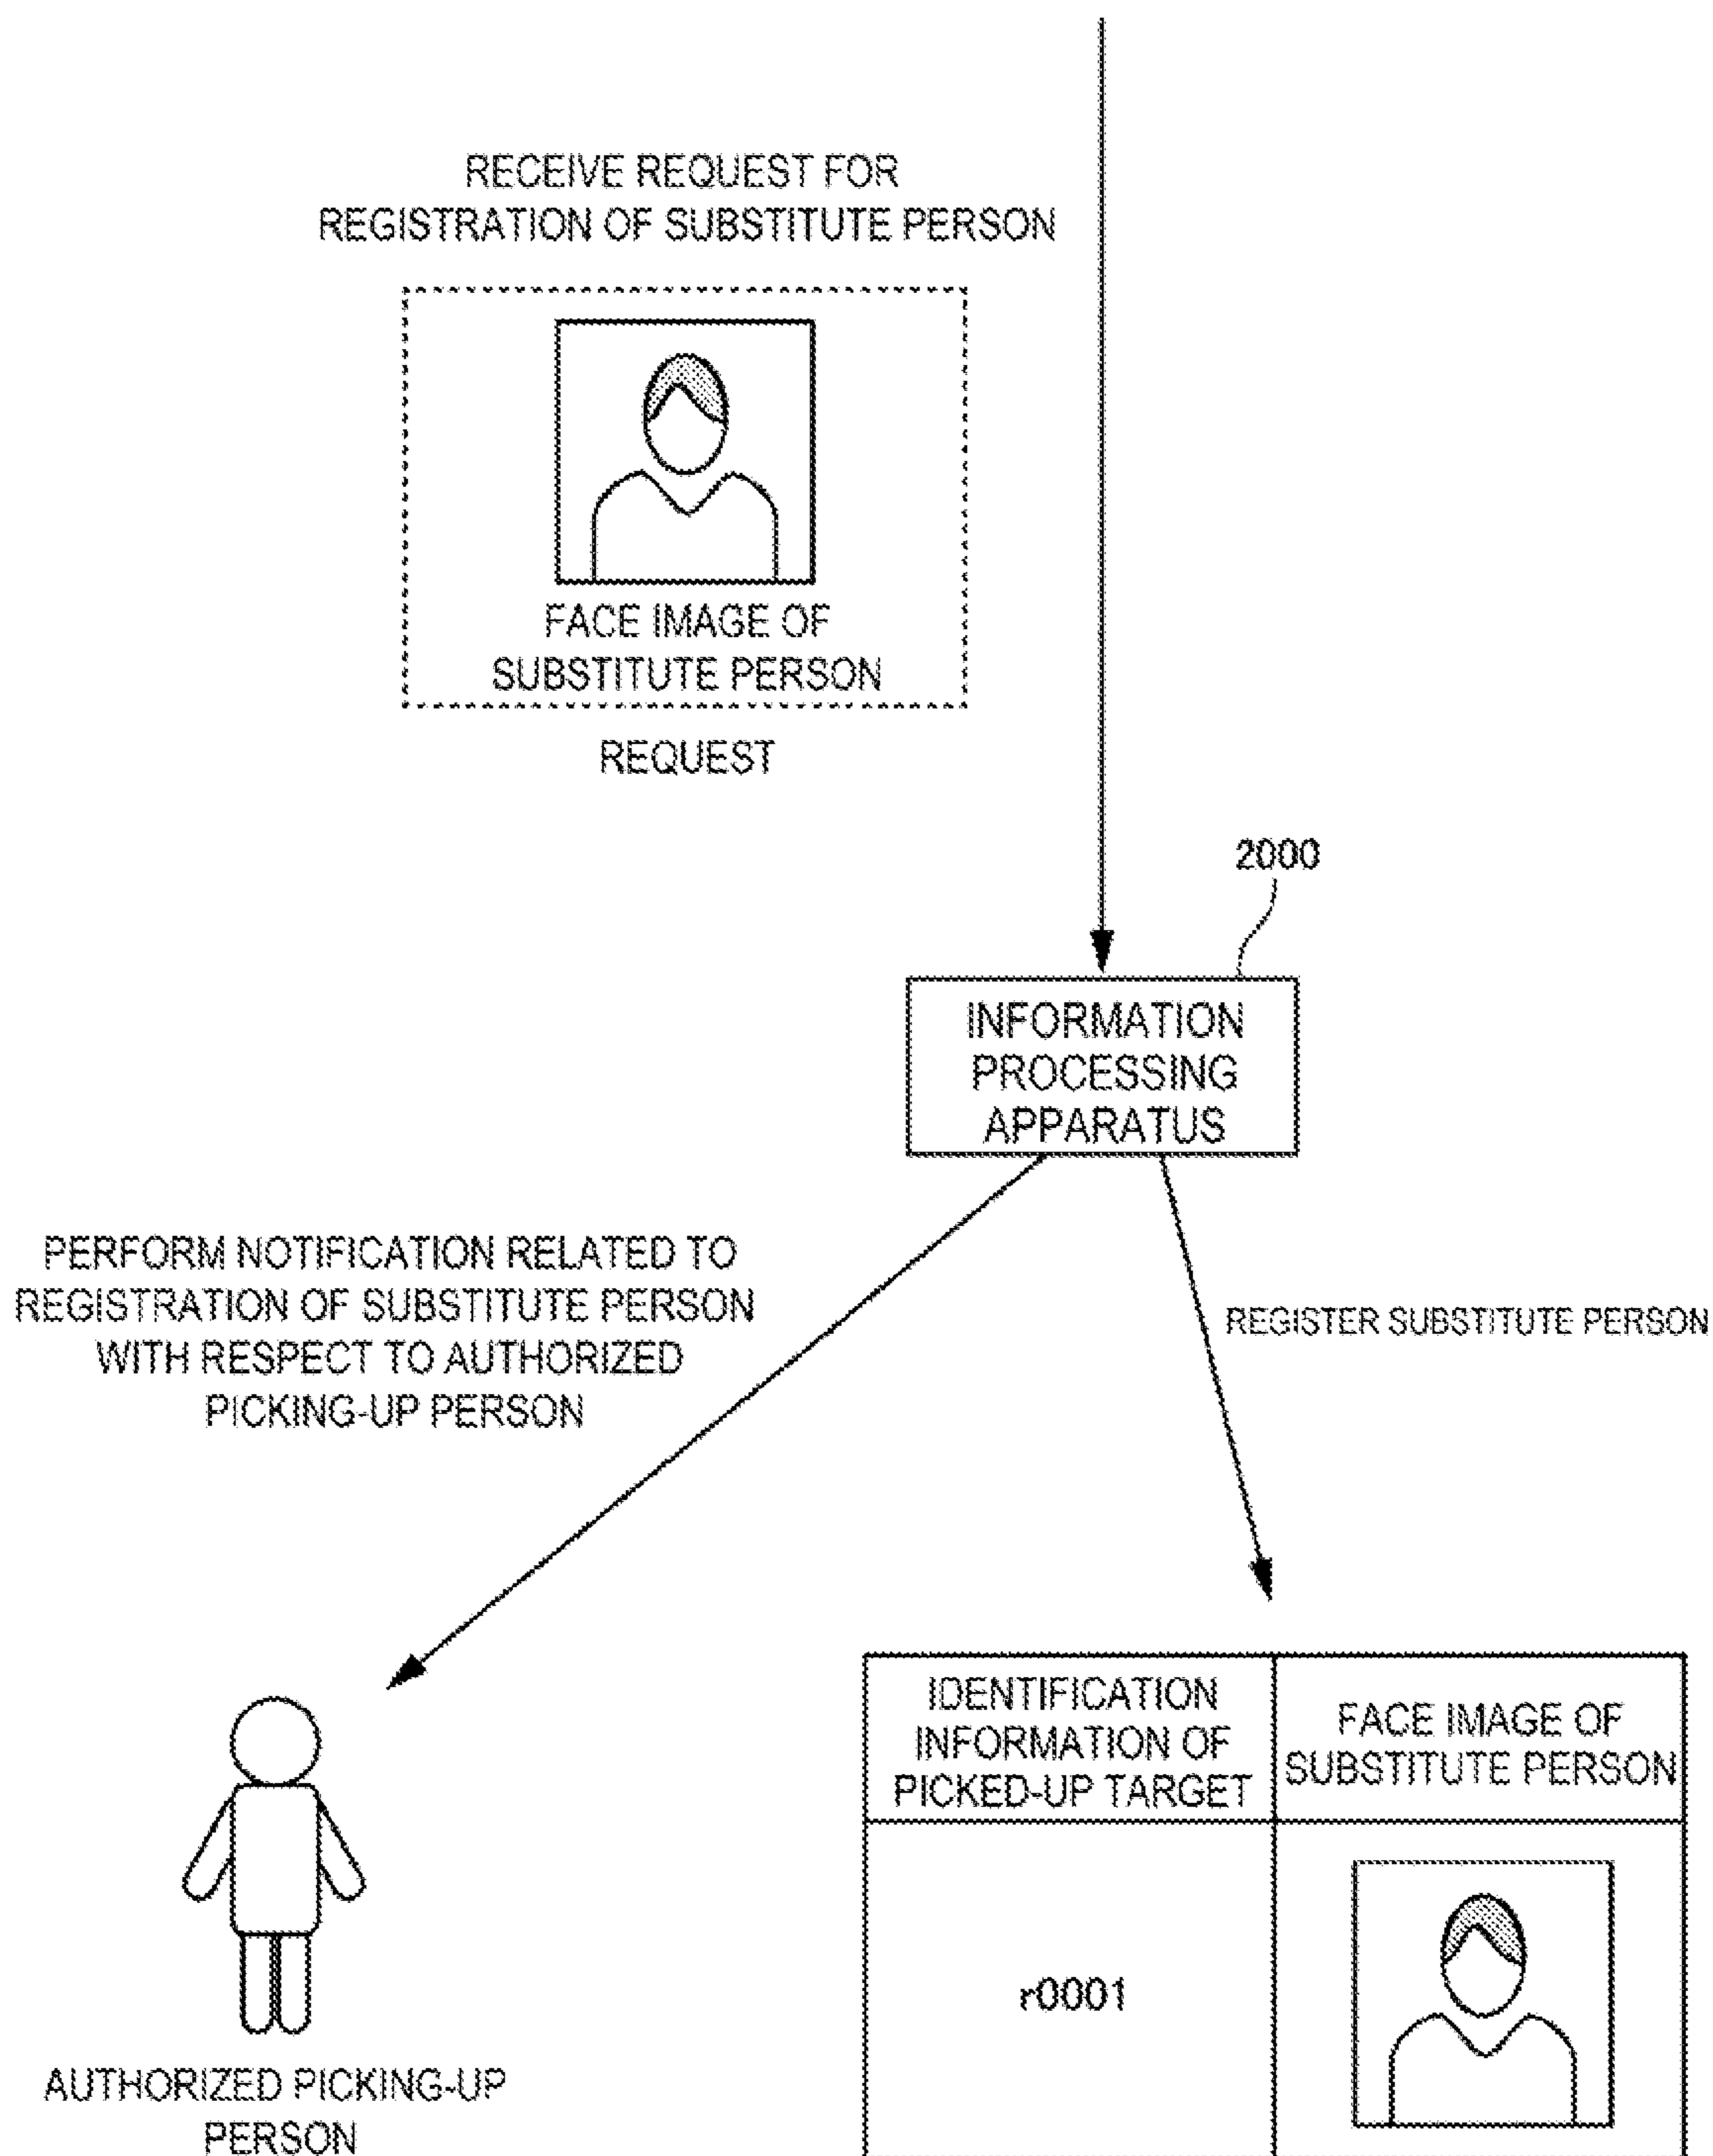 RECEIVE REQUEST FOR
REGISTRATION OF SUBSTITUTE PERSON
FACE IMAGE OF
SUBSTITUTE PERSON
REQUEST
2000
INFORMATION
PROCESSING
APPARATUS
PERFORM NOTIFICATION RELATED TO
REGISTRATION OF SUBSTITUTE PERSON
WITH RESPECT TO AUTHORIZED
PICKING-UP PERSON
REGISTER SUBSTITUTE PERSON
AUTHORIZED PICKING-UP
PERSON
IDENTIFICATION
INFORMATION OF
PICKED-UP TARGET
FACE IMAGE OF
SUBSTITUTE PERSON
r0001